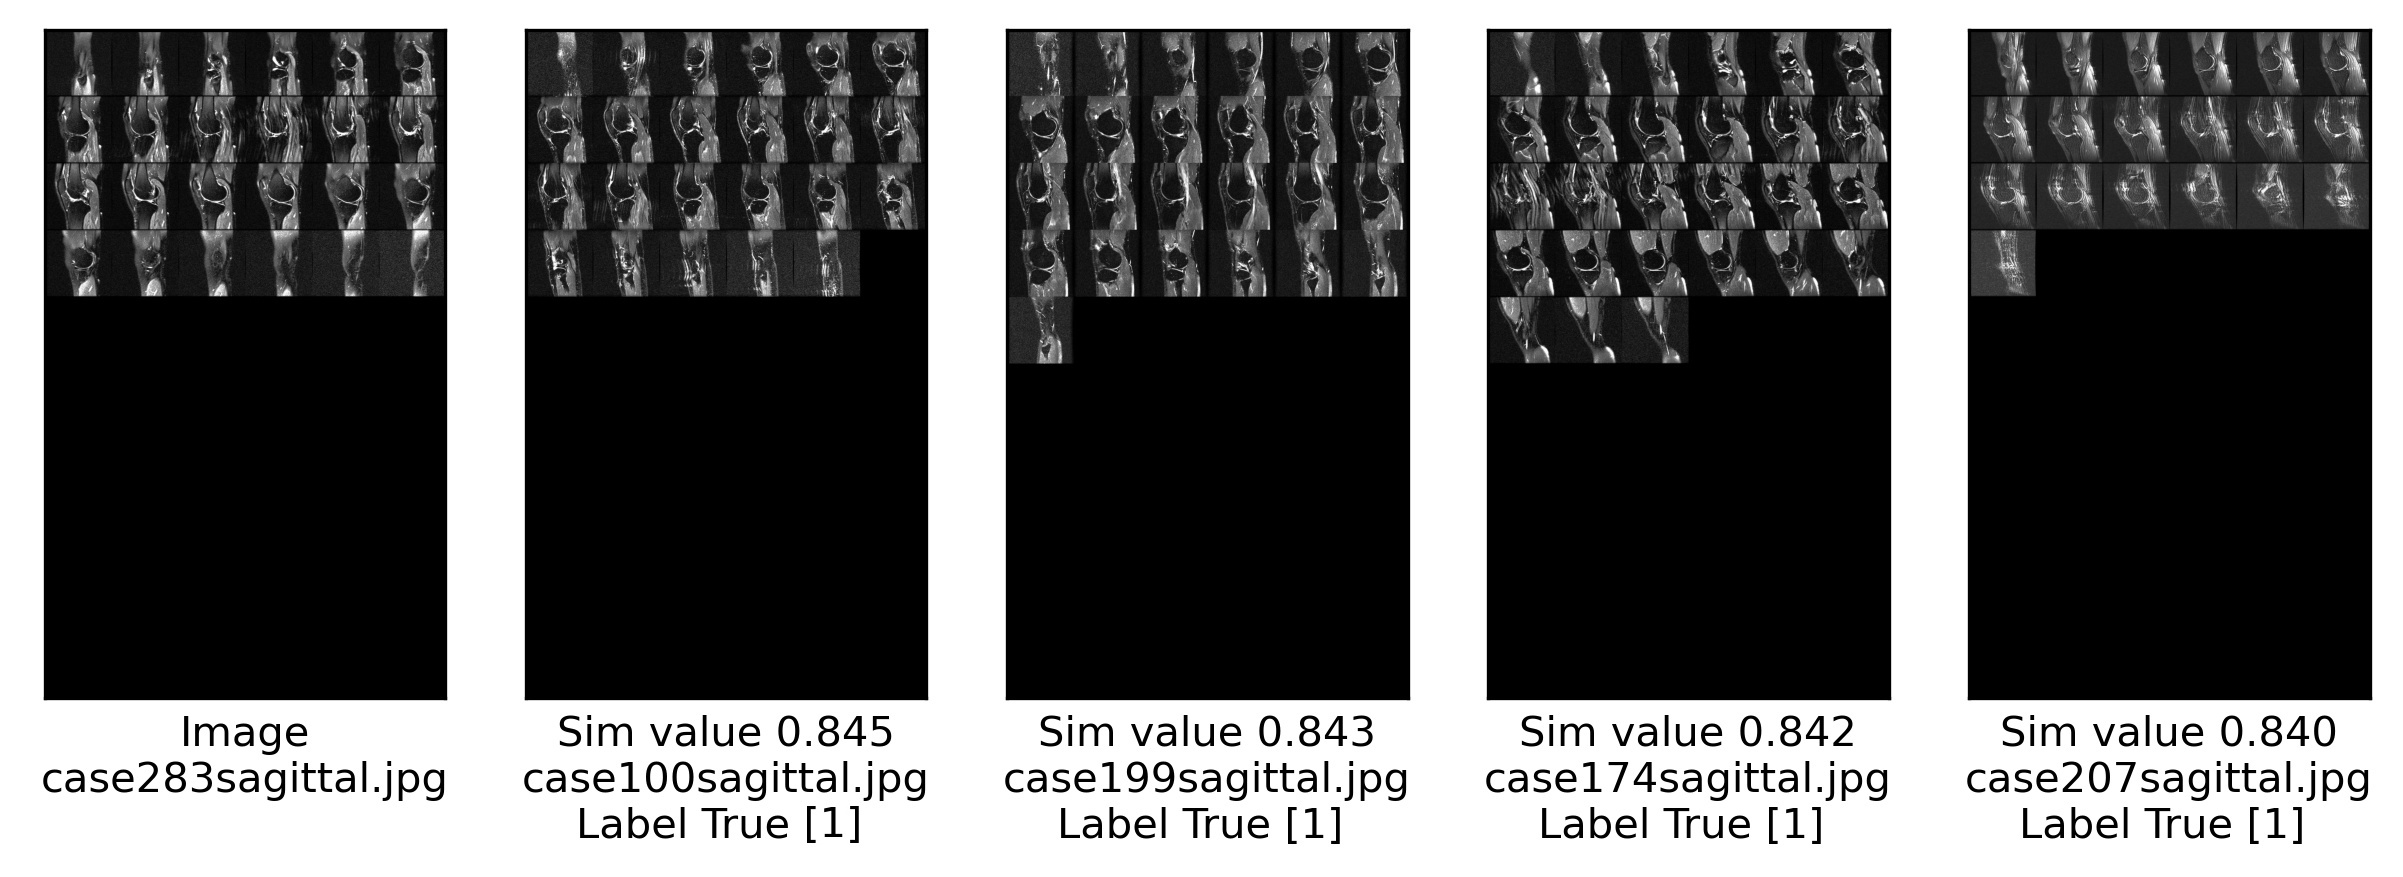 Image
case283sagittal.jpg
Sim value 0.845
case100sagittal.jpg
Label True [1]
Sim value 0.843
case199sagittal.jpg
Label True [1]
Sim value 0.842
case174sagittal.jpg
Label True [1]
Sim value 0.840
case207sagittal.jpg
Label True [1]